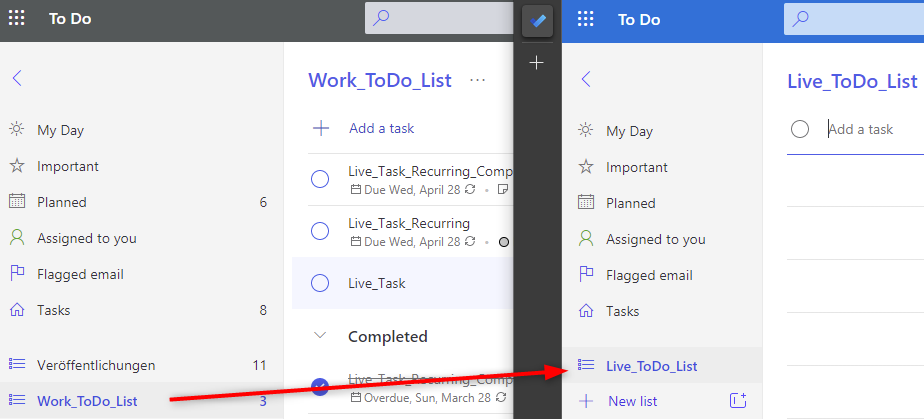 To Do
My Day
Important
Planned 6
Assigned to you
Flagged email
Tasks 8
Veröffentlichungen 11
Work_ToDo_List 3
Work_ToDo_List ...
Add a task
Live_Task_Recurring_Comp
Due Wed, April 28
Live_Task_Recurring
Due Wed, April 28
Live_Task
Completed
Live_Task_Recurring_Comp
Overdue, Sun, March 28
To Do
My Day
Important
Planned
Assigned to you
Flagged email
Tasks
Live_ToDo_List
New list
Live_ToDo_List
Add a task